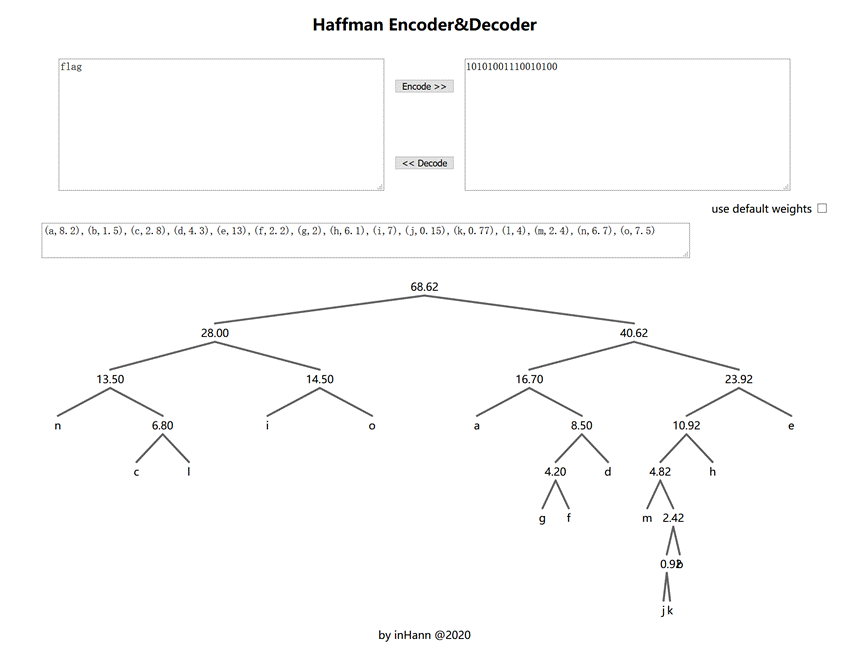 Haffman Encoder&Decoder
flag
10101001110010100
Encode >>
<< Decode
use default weights
(a,8.2),(b,1.5),(c,2.8),(d,4.3),(e,13),(f,2.2),(g,2),(h,6.1),(i,7),(j,0.15),(k,0.77),(l,4),(m,2.4),(n,6.7),(o,7.5)
68.62
28.00 40.62
13.50 14.50 16.70 23.92
n 6.80 i o a 8.50 10.92 e
c l 4.20 d 4.82 h
g f m 2.42
0.92 b
j k
by inHann @2020